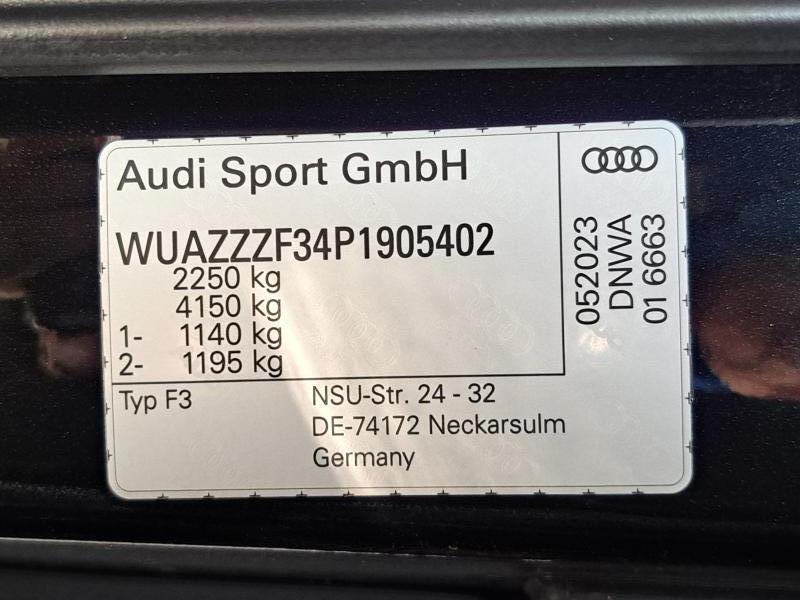 Audi Sport GmbH
WUAZZZF34P1905402
2250 kg
4150 kg
1- 1140 kg
2- 1195 kg
Typ F3
NSU-Str. 24 - 32
DE-74172 Neckarsulm
Germany
052023
DNWA
01 6663